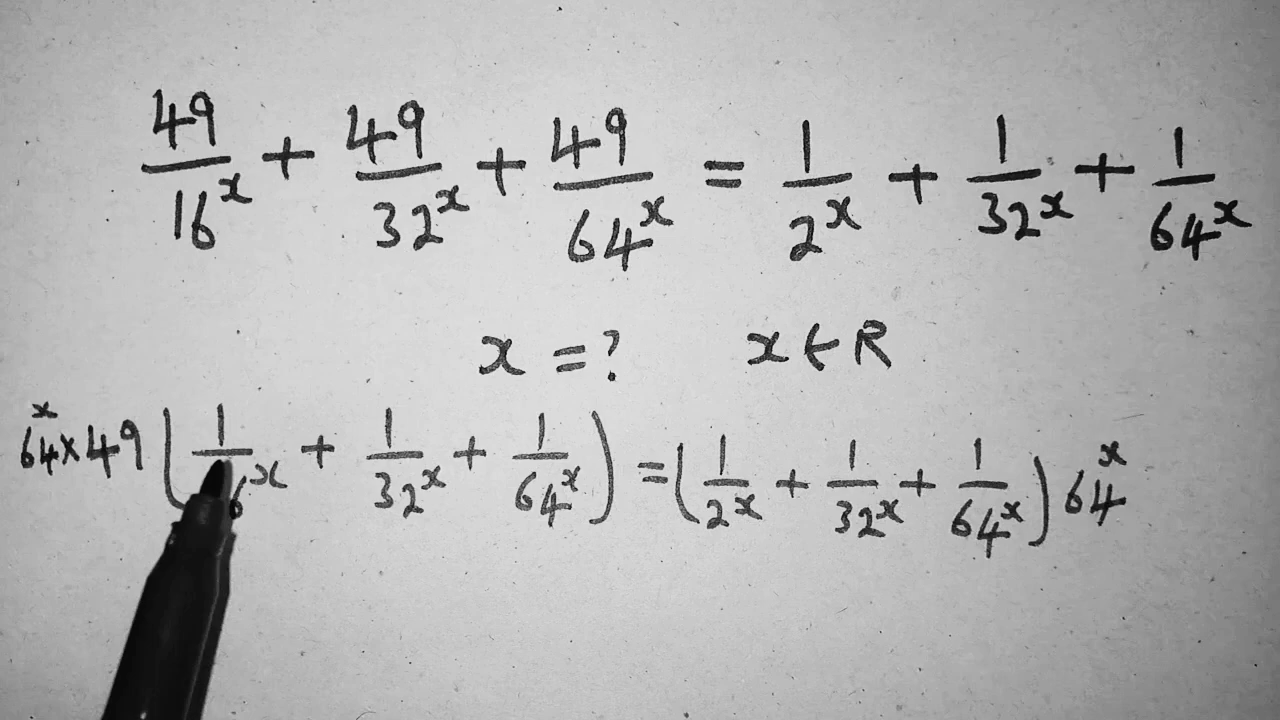 49/16^x + 49/32^x + 49/64^x = 1/2^x + 1/32^x + 1/64^x
x = ? x ∈ R
64^x × 49 ( 1/ 6^x + 1/32^x + 1/64^x ) = ( 1/2^x + 1/32^x + 1/64^x ) 64^x